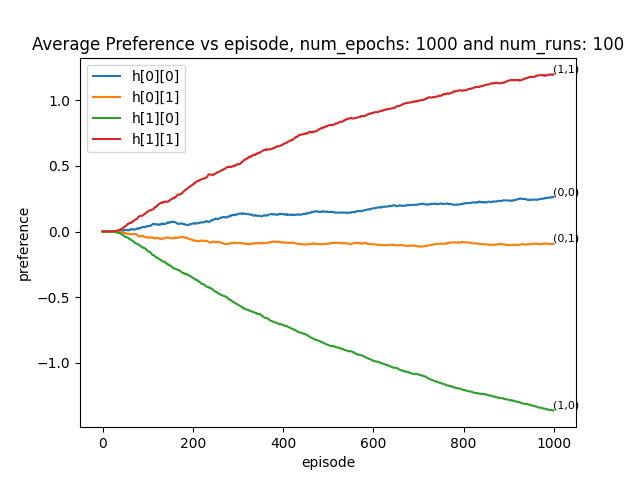 Average Preference vs episode, num_epochs: 1000 and num_runs: 100
h[0][0]
h[0][1]
h[1][0]
h[1][1]
(1,1)
(0,0)
(0,1)
(1,0)
1.0
0.5
0.0
−0.5
−1.0
preference
0 200 400 600 800 1000
episode